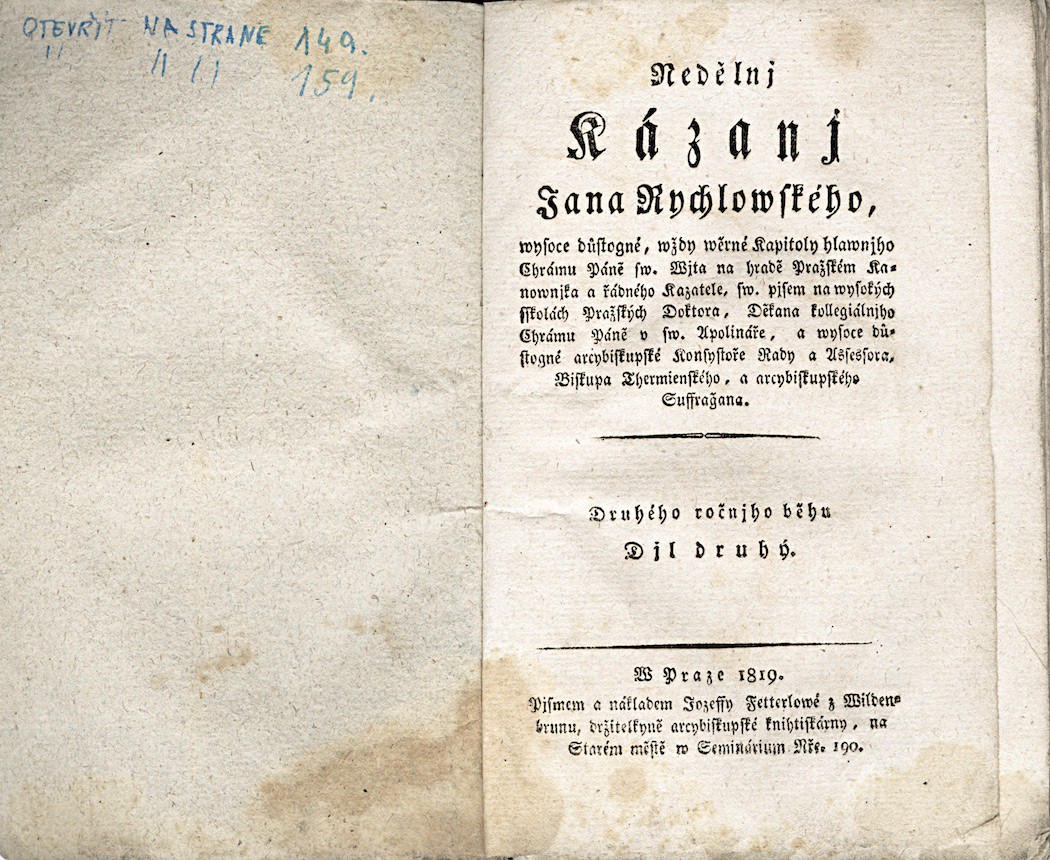 OTEVŘÍT NA STRANE 149.
" " " 159.
Nedělnj
Kázanj
Jana Rychlowſkého,
wyſoce důſtogné, wždy wěrné Kapitoly hlawnjho
Chrámu Páně ſw. Wjta na hradě Pražſkém Ka-
nownjka a řádného Kazatele, ſw. pjſem na wyſokých
ſſkolách Pražſkých Doktora, Děkana kollegiálnjho
Chrámu Páně v ſw. Apolináře, a wyſoce dů-
ſtogné arcybiſkupſké Konſyſtoře Rady a Aſſeſſora,
Biſkupa Thermienſkého, a arcybiſkupſkého
Suffrağana.
Druhého ročnjho běhu
Djl druhý.
W Praze 1819.
Pjſmem a nákladem Jozeffy Fetterlowé z Wilden-
brunu, držitelkyně arcybiſkupſké knihtiſkárny, na
Starém měſtě w Seminárium Nře. 190.